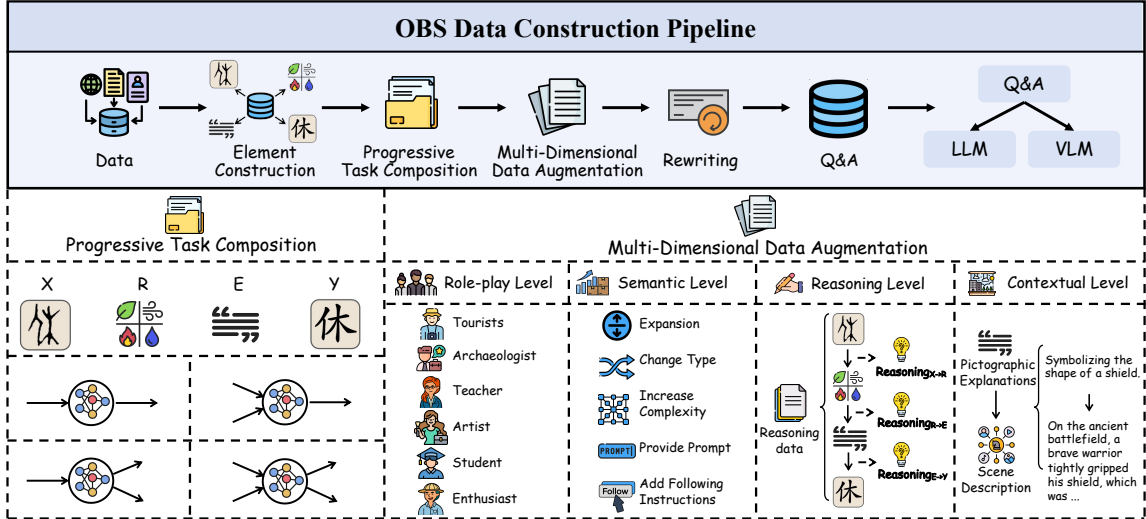 OBS Data Construction Pipeline
休
Data
Element
Construction
Progressive
Task Composition
Multi-Dimensional
Data Augmentation
Rewriting
Q&A
Q&A
LLM
VLM
Progressive Task Composition
X
R
E
Y
休
Multi-Dimensional Data Augmentation
Role-play Level
Tourists
Archaeologist
Teacher
Artist
Student
Enthusiast
Semantic Level
Expansion
Change Type
Increase
Complexity
PROMPT
Provide Prompt
Follow
Add Following
Instructions
Reasoning Level
Reasoning
data
ReasoningX→R
ReasoningR→E
ReasoningE→Y
休
Contextual Level
Pictographic
Explanations
Scene
Description
Symbolizing the
shape of a shield.
On the ancient
battlefield, a
brave warrior
tightly gripped
his shield, which
was ...